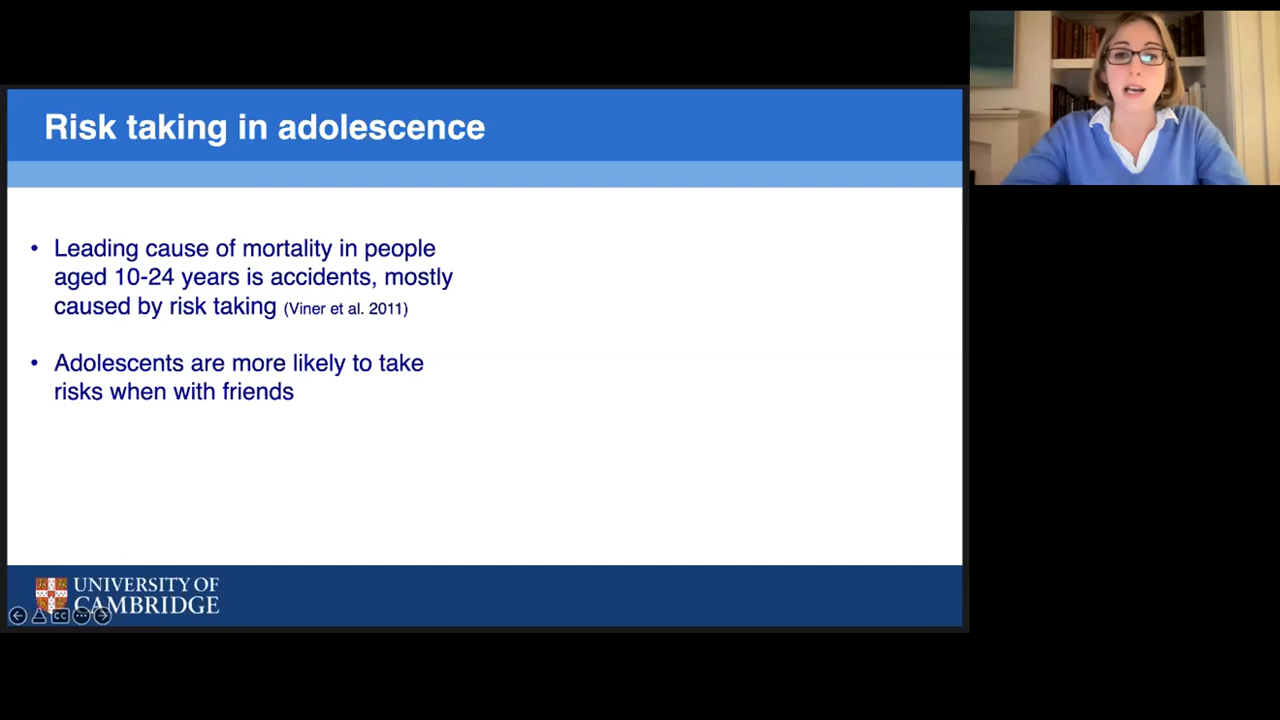 Risk taking in adolescence
• Leading cause of mortality in people
aged 10-24 years is accidents, mostly
caused by risk taking (Viner et al. 2011)
• Adolescents are more likely to take
risks when with friends
UNIVERSITY OF
CAMBRIDGE
CC